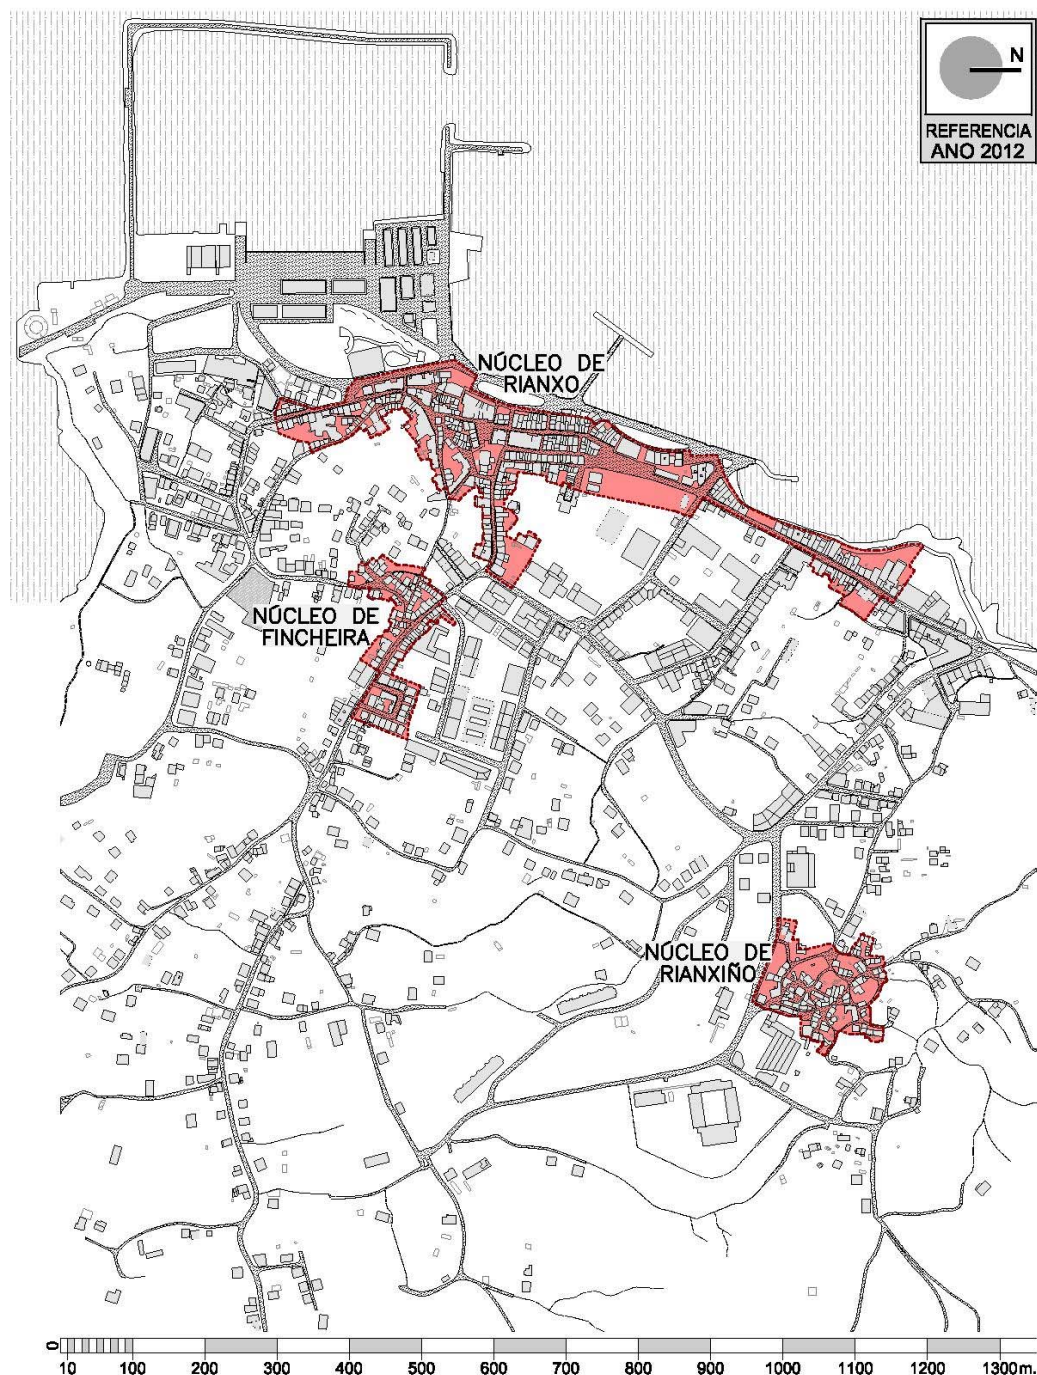 N
REFERENCIA
ANO 2012
NÚCLEO DE
RIANXO
NÚCLEO DE
FINCHEIRA
NÚCLEO DE
RIANXIÑO
0
10 100 200 300 400 500 600 700 800 900 1000 1100 1200 1300m.